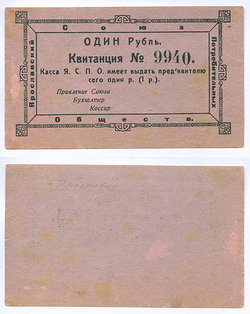 Союз
Ярославский
Потребительных
ОДИН Рубль.
Квитанция № 9940.
Касса Я. С. П. О. имеет выдать пред'явителю
сего один р. (1 р.).
Правление Союза
Бухгалтер
Кассир
Обществ.